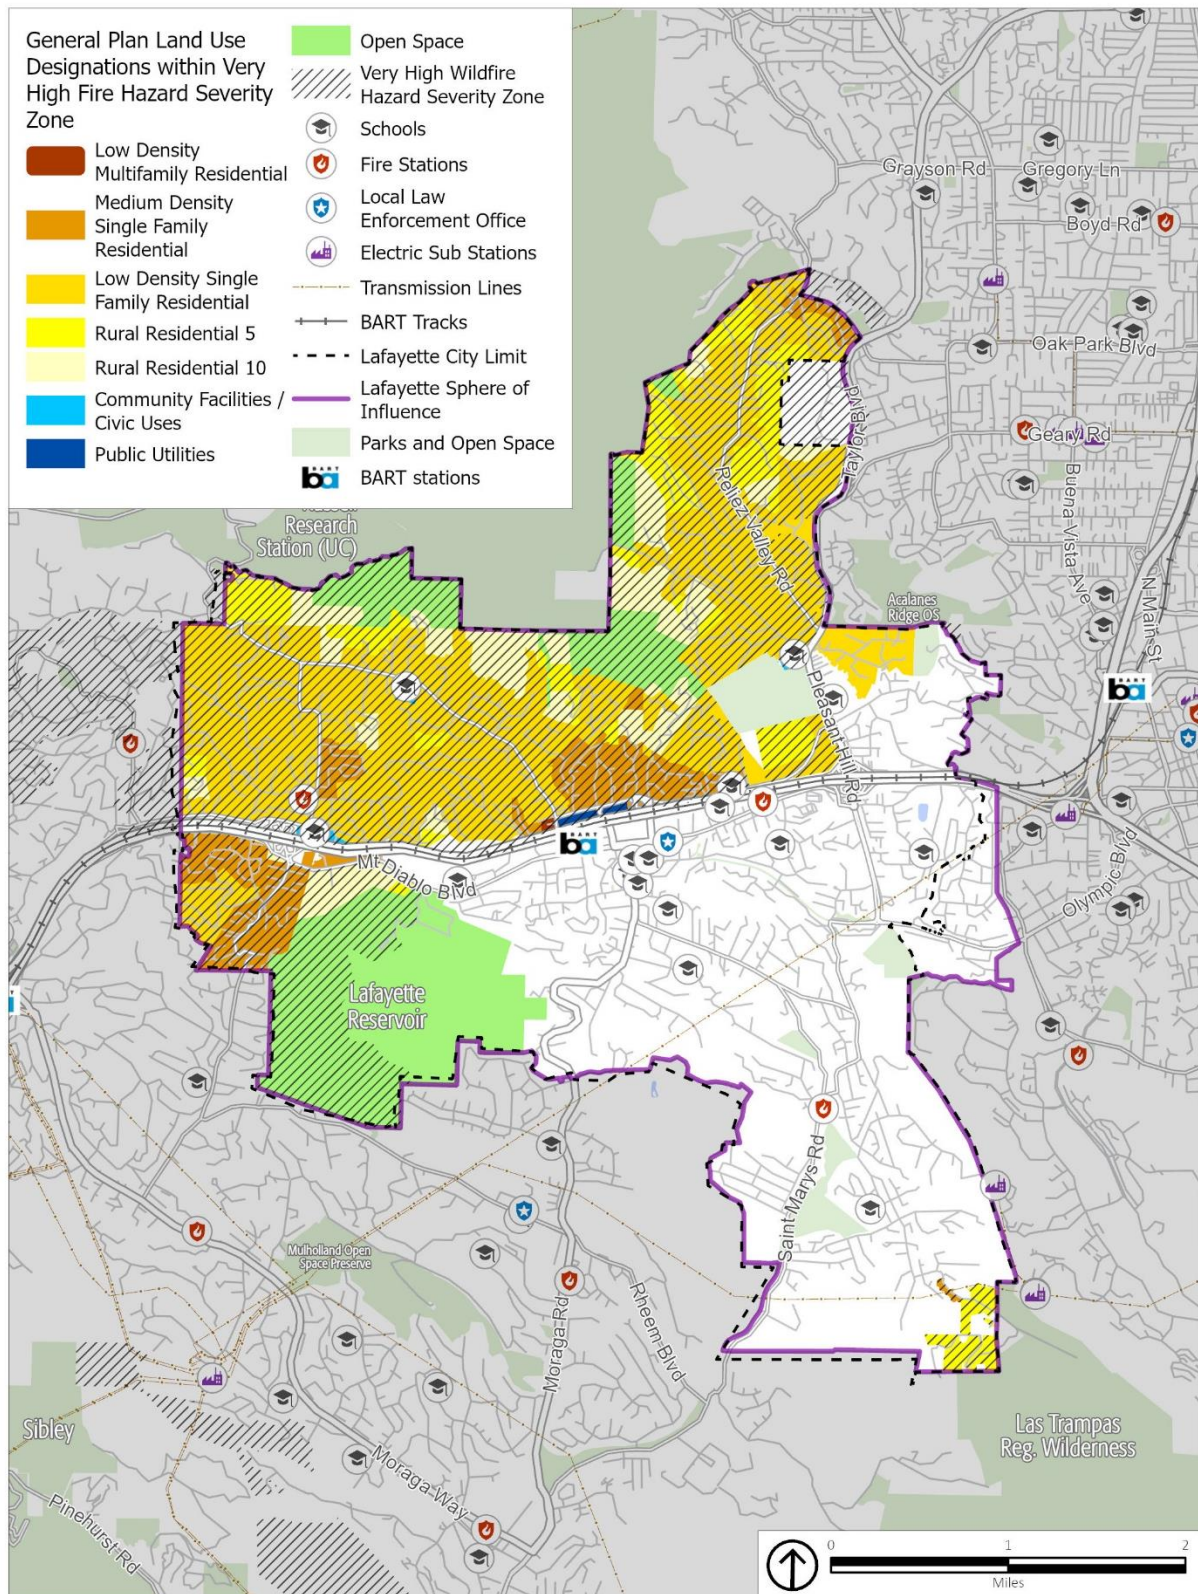 General Plan Land Use
Designations within Very
High Fire Hazard Severity
Zone
Low Density
Multifamily Residential
Medium Density
Single Family
Residential
Low Density Single
Family Residential
Rural Residential 5
Rural Residential 10
Community Facilities /
Civic Uses
Public Utilities
Open Space
Very High Wildfire
Hazard Severity Zone
Schools
Fire Stations
Local Law
Enforcement Office
Electric Sub Stations
Transmission Lines
BART Tracks
Lafayette City Limit
Lafayette Sphere of
Influence
Parks and Open Space
BART
ba
BART stations
Grayson Rd
Gregory Ln
Boyd Rd
Oak Park Blvd
Geary Rd
Taylor Blvd
Buena Vista Ave
N Main St
Reliez Valley Rd
Research
Station (UC)
Acalanes
Ridge OS
Pleasant Hill Rd
BART
ba
BART
ba
Mt Diablo Blvd
Olympic Blvd
Lafayette
Reservoir
Saint Marys Rd
Mulholland Open
Space Preserve
Moraga Rd
Rheem Blvd
Sibley
Moraga Way
Pinehurst Rd
Las Trampas
Reg. Wilderness
0
1
2
Miles